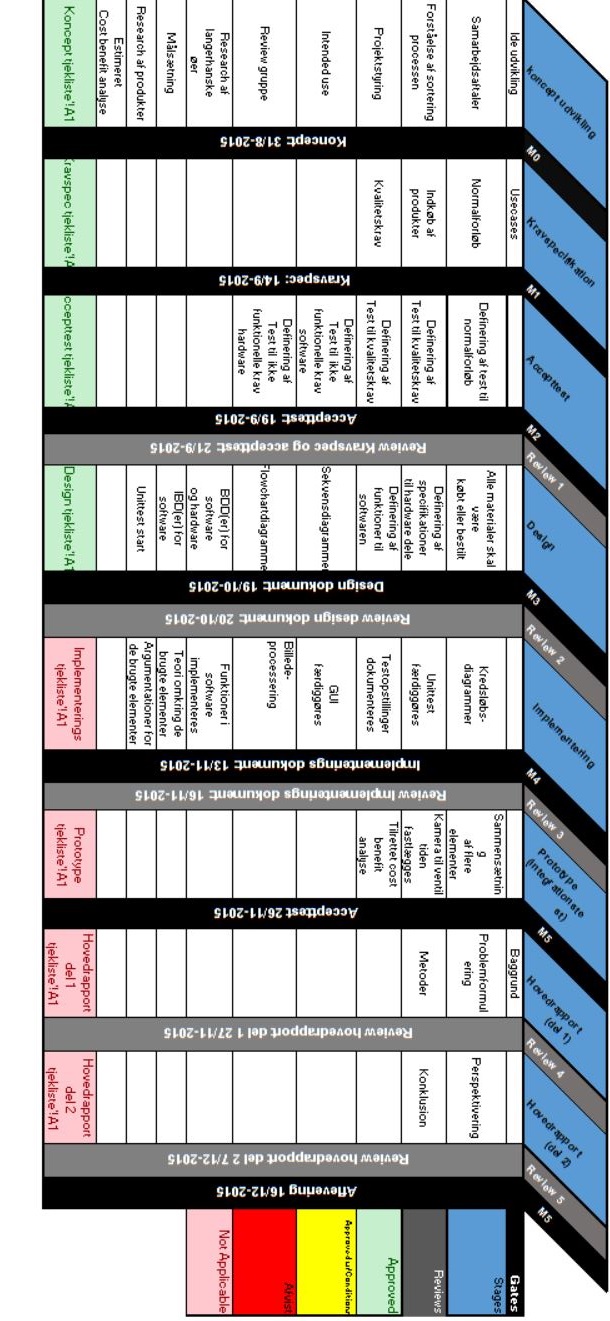 Koncept udvikling
M0
Kravspecifikation
M1
Accepttest
M2
Review 1
Design
M3
Review 2
Implementering
M4
Review 3
Prototype
(Integrationste
st)
M5
Hovedrapport
(del 1)
Review 4
Hovedrapport
(del 2)
Review 5
M5
Gates
Stages
Reviews
Approved
Approved u/Conditions
Afvist
Not Applicable
Ide udvikling
Samarbejdsaftaler
Forståelse af sortering
processen
Projektstyring
Intended use
Review gruppe
Research af
langerhanske
øer
Målsætning
Research af produkter
Estimeret
Cost benefit analyse
Koncept tjekliste'!A1
Koncept: 31/8-2015
Usecases
Normalforløb
Indkøb af
produkter
Kvalitetskrav
ravspec tjekliste'!A
Kravspec: 14/9-2015
Definering af test til
normalforløb
Definering af
Test til kvalitetskrav
Definering af
Test til kvalitetskrav
Definering af
Test til ikke
funktionelle krav
software
Definering af
Test til ikke
funktionelle krav
hardware
ccepttest tjekliste'!A
Accepttest: 19/9-2015
Review Kravspec og accepttest: 21/9-2015
Alle materialer skal
være
købt eller bestilt
Definering af
specifikationer
til hardware dele
Definering af
funktioner til
softwaren
Sekvensdiagramme
Flowchartdiagramme
BDD(er) for
software
og hardware
IBD(er) for
software
Unittest start
Design tjekliste'!A1
Design dokument: 19/10-2015
Review design dokument: 20/10-2015
Kredsløbs-
diagrammer
Unittest
færdiggøres
Testopstillinger
dokumenteres
GUI
færdiggøres
Billede-
processering
Funktioner i
software
implementeres
Teori omkring de
brugte elementer
Argumentationer for
de brugte elementer
Implementerings
tjekliste'!A1
Implementerings dokument: 13/11-2015
Review Implementerings dokument: 16/11-2015
Sammensætnin
g
af flere
elementer
Kamera til ventil
tiden
fastlægges
Tilrettet cost
benefit
analyse
Prototype
tjekliste'!A1
Accepttest 26/11-2015
Baggrund
Problemformul
ering
Metoder
Hovedrapport
del 1
tjekliste'!A1
Review hovedrapport del 1 27/11-2015
Perspektivering
Konklusion
Hovedrapport
del 2
tjekliste'!A1
Review hovedrapport del 2 7/12-2015
Aflevering 16/12-2015